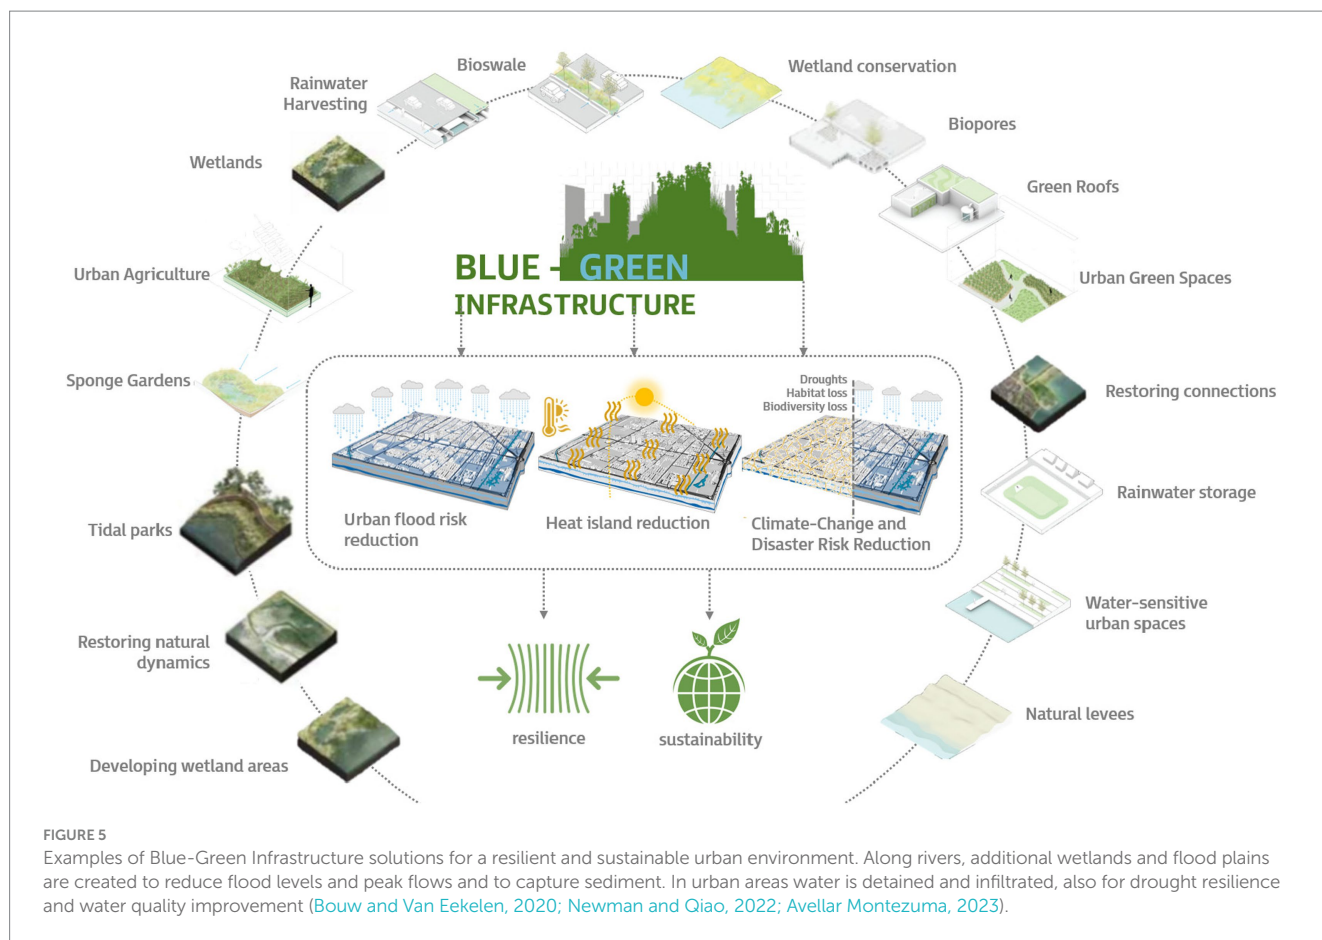 Bioswale
Wetland conservation
Rainwater
Harvesting
Biopores
Wetlands
Green Roofs
Urban Agriculture
Urban Green Spaces
BLUE - GREEN
INFRASTRUCTURE
Sponge Gardens
Restoring connections
Droughts
Habitat loss
Biodiversity loss
Rainwater storage
Urban flood risk
reduction
Heat island reduction
Climate-Change and
Disaster Risk Reduction
Tidal parks
Water-sensitive
urban spaces
Restoring natural
dynamics
Natural levees
resilience
sustainability
Developing wetland areas
FIGURE 5
Examples of Blue-Green Infrastructure solutions for a resilient and sustainable urban environment. Along rivers, additional wetlands and flood plains
are created to reduce flood levels and peak flows and to capture sediment. In urban areas water is detained and infiltrated, also for drought resilience
and water quality improvement (Bouw and Van Eekelen, 2020; Newman and Qiao, 2022; Avellar Montezuma, 2023).